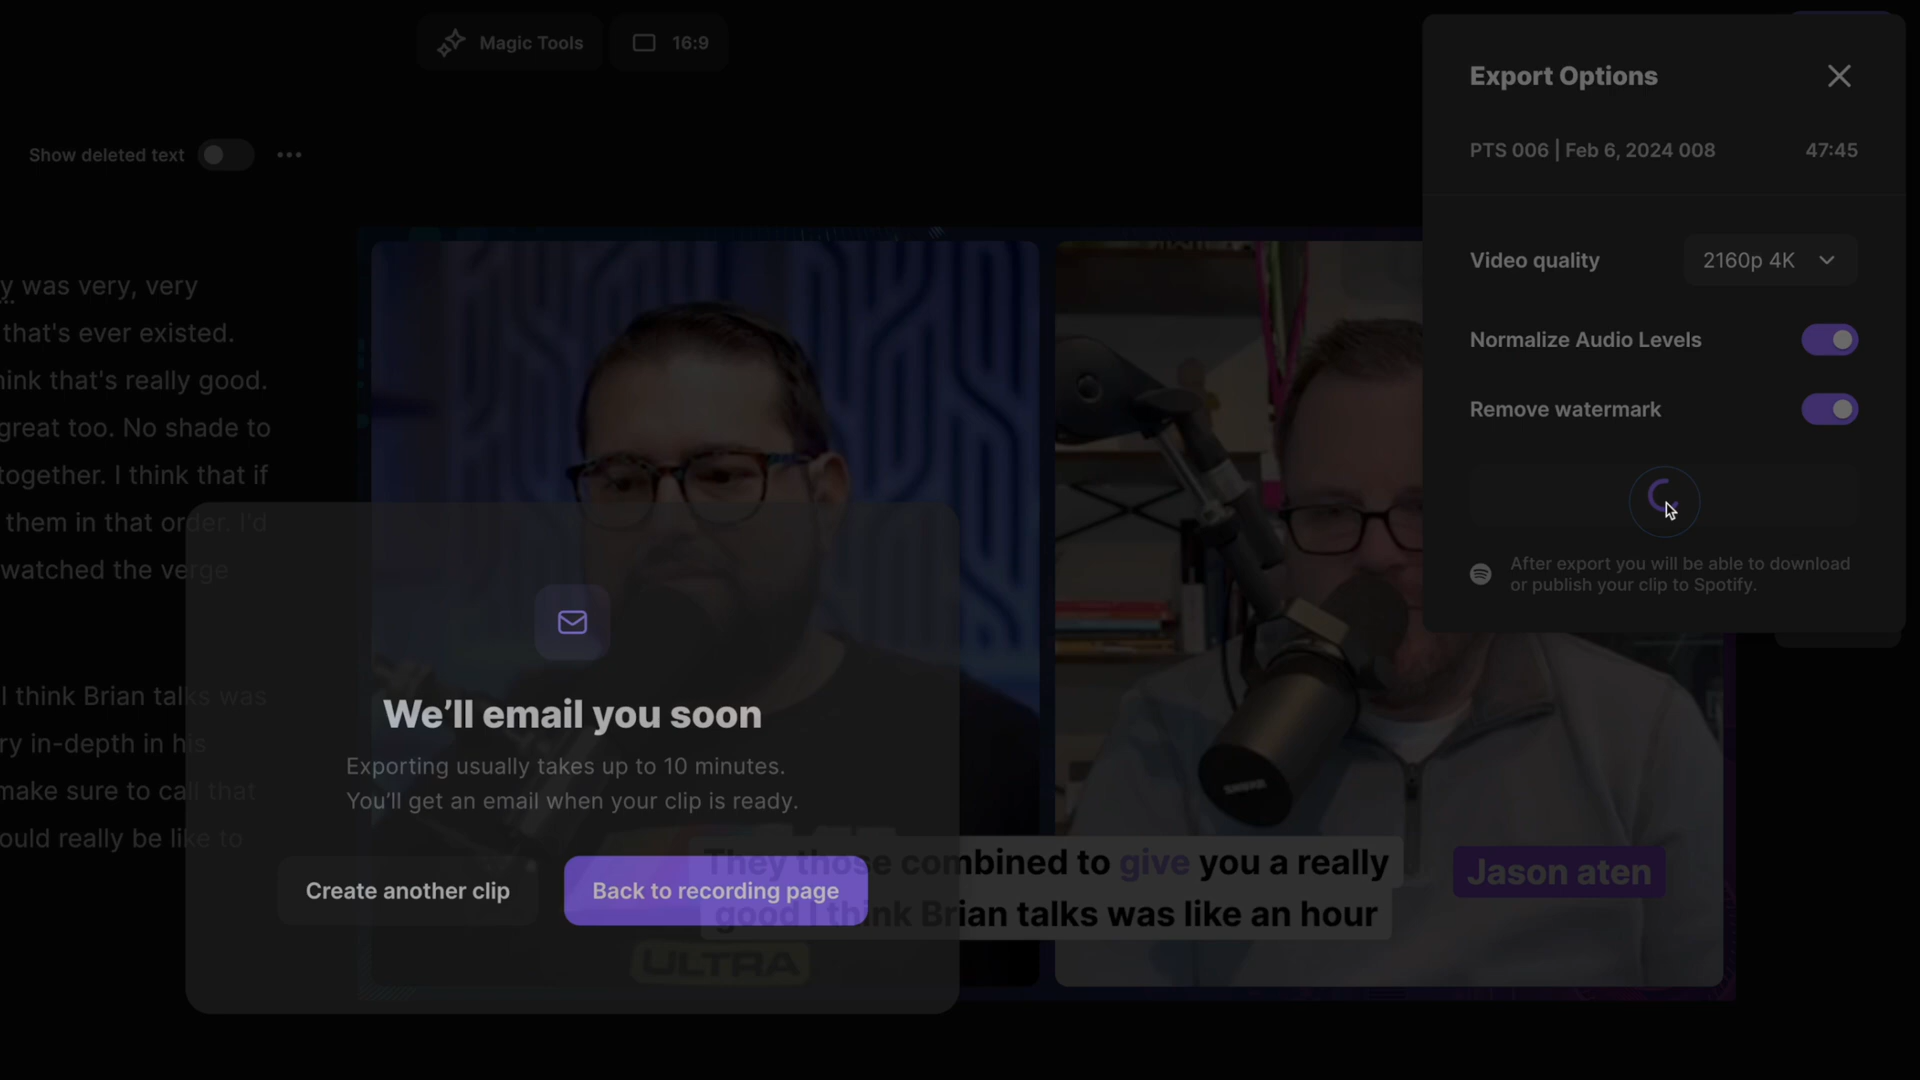 Magic Tools
16:9
Show deleted text
y was very, very
that's ever existed.
ink that's really good.
great too. No shade to
together. I think that if
them in that order. I'd
watched the verge
I think Brian talks was
ry in-depth in his
make sure to call that
ould really be like to
Export Options
PTS 006 | Feb 6, 2024 008
47:45
Video quality
2160p 4K
Normalize Audio Levels
Remove watermark
After export you will be able to download
or publish your clip to Spotify.
We’ll email you soon
Exporting usually takes up to 10 minutes.
You’ll get an email when your clip is ready.
Create another clip
Back to recording page
They those combined to give you a really
good I think Brian talks was like an hour
Jason aten
ULTRA
SHURE